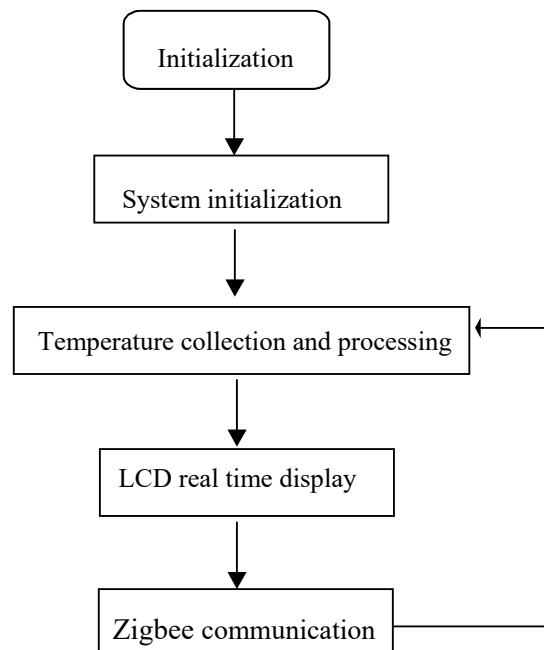 Initialization
System initialization
Temperature collection and processing
LCD real time display
Zigbee communication